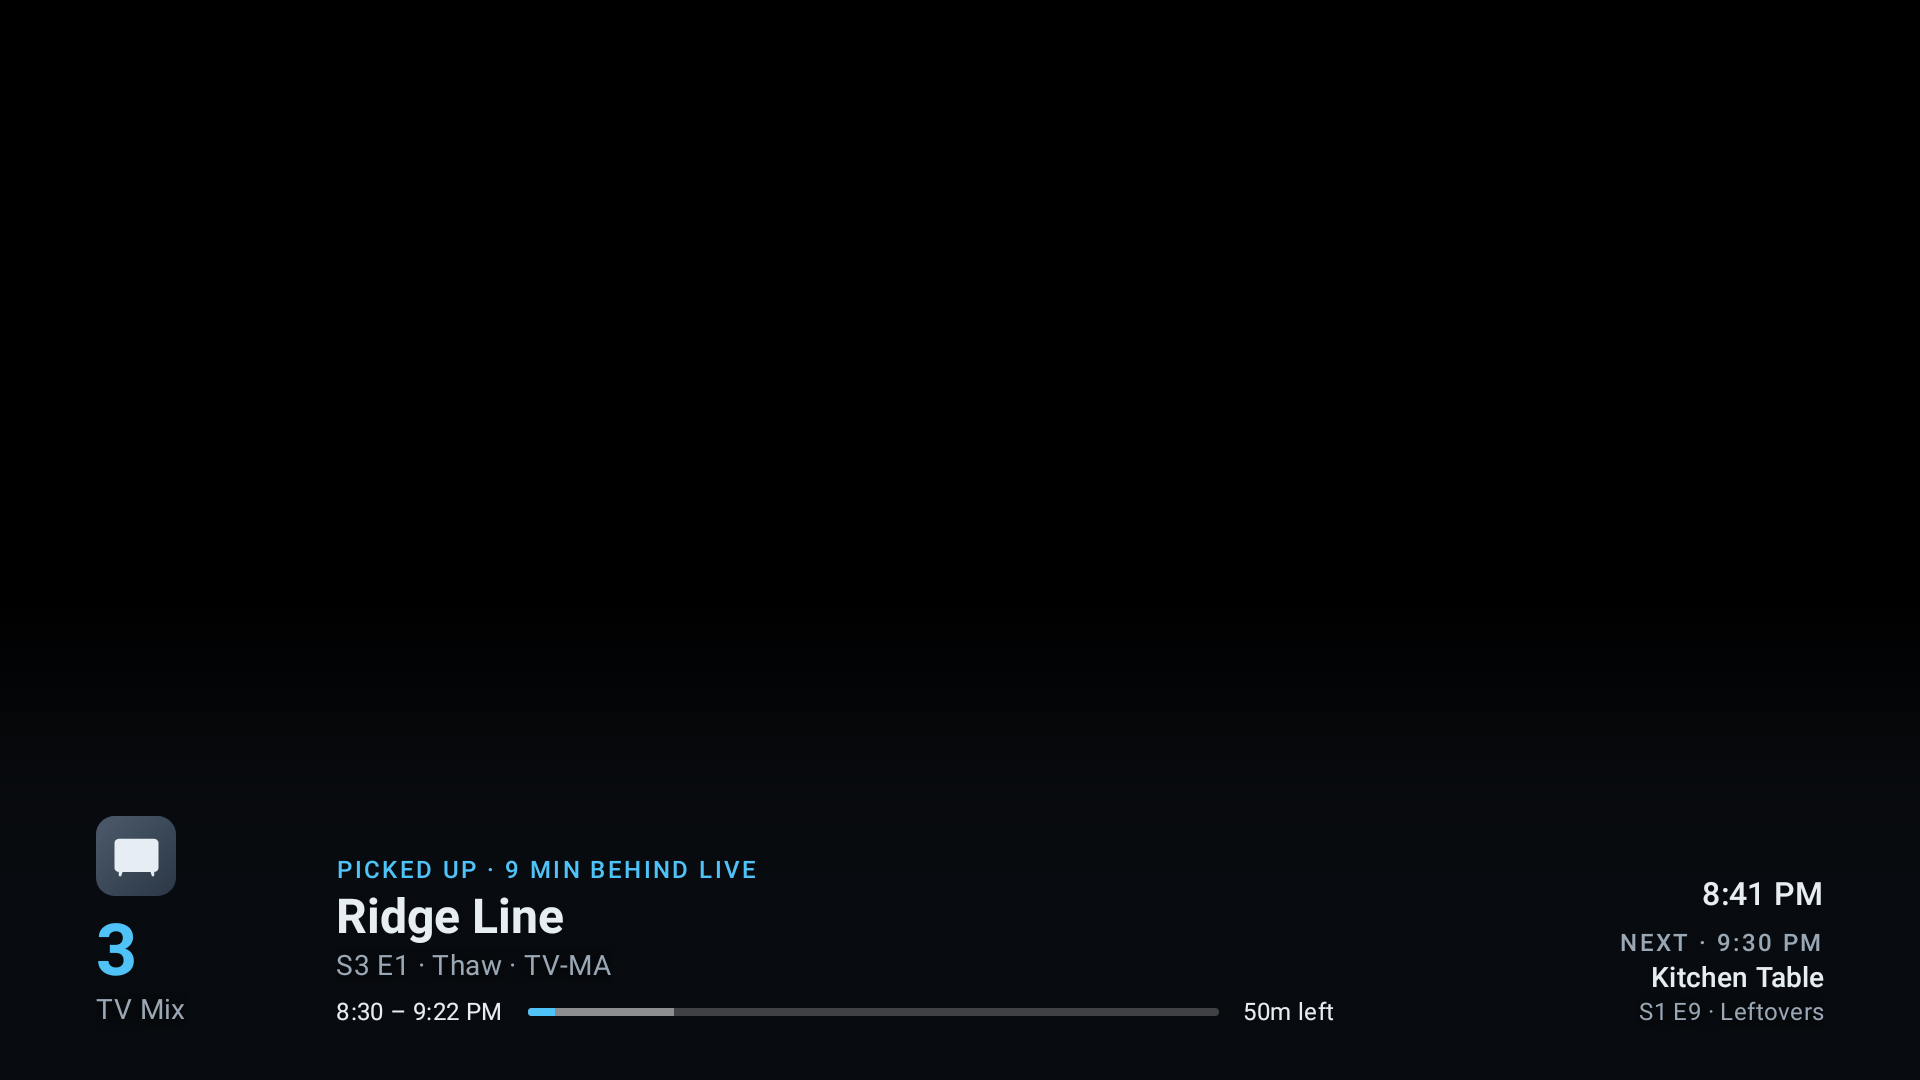 3
TV Mix
PICKED UP · 9 MIN BEHIND LIVE
Ridge Line
S3 E1 · Thaw · TV-MA
8:30 – 9:22 PM
50m left
8:41 PM
NEXT · 9:30 PM
Kitchen Table
S1 E9 · Leftovers